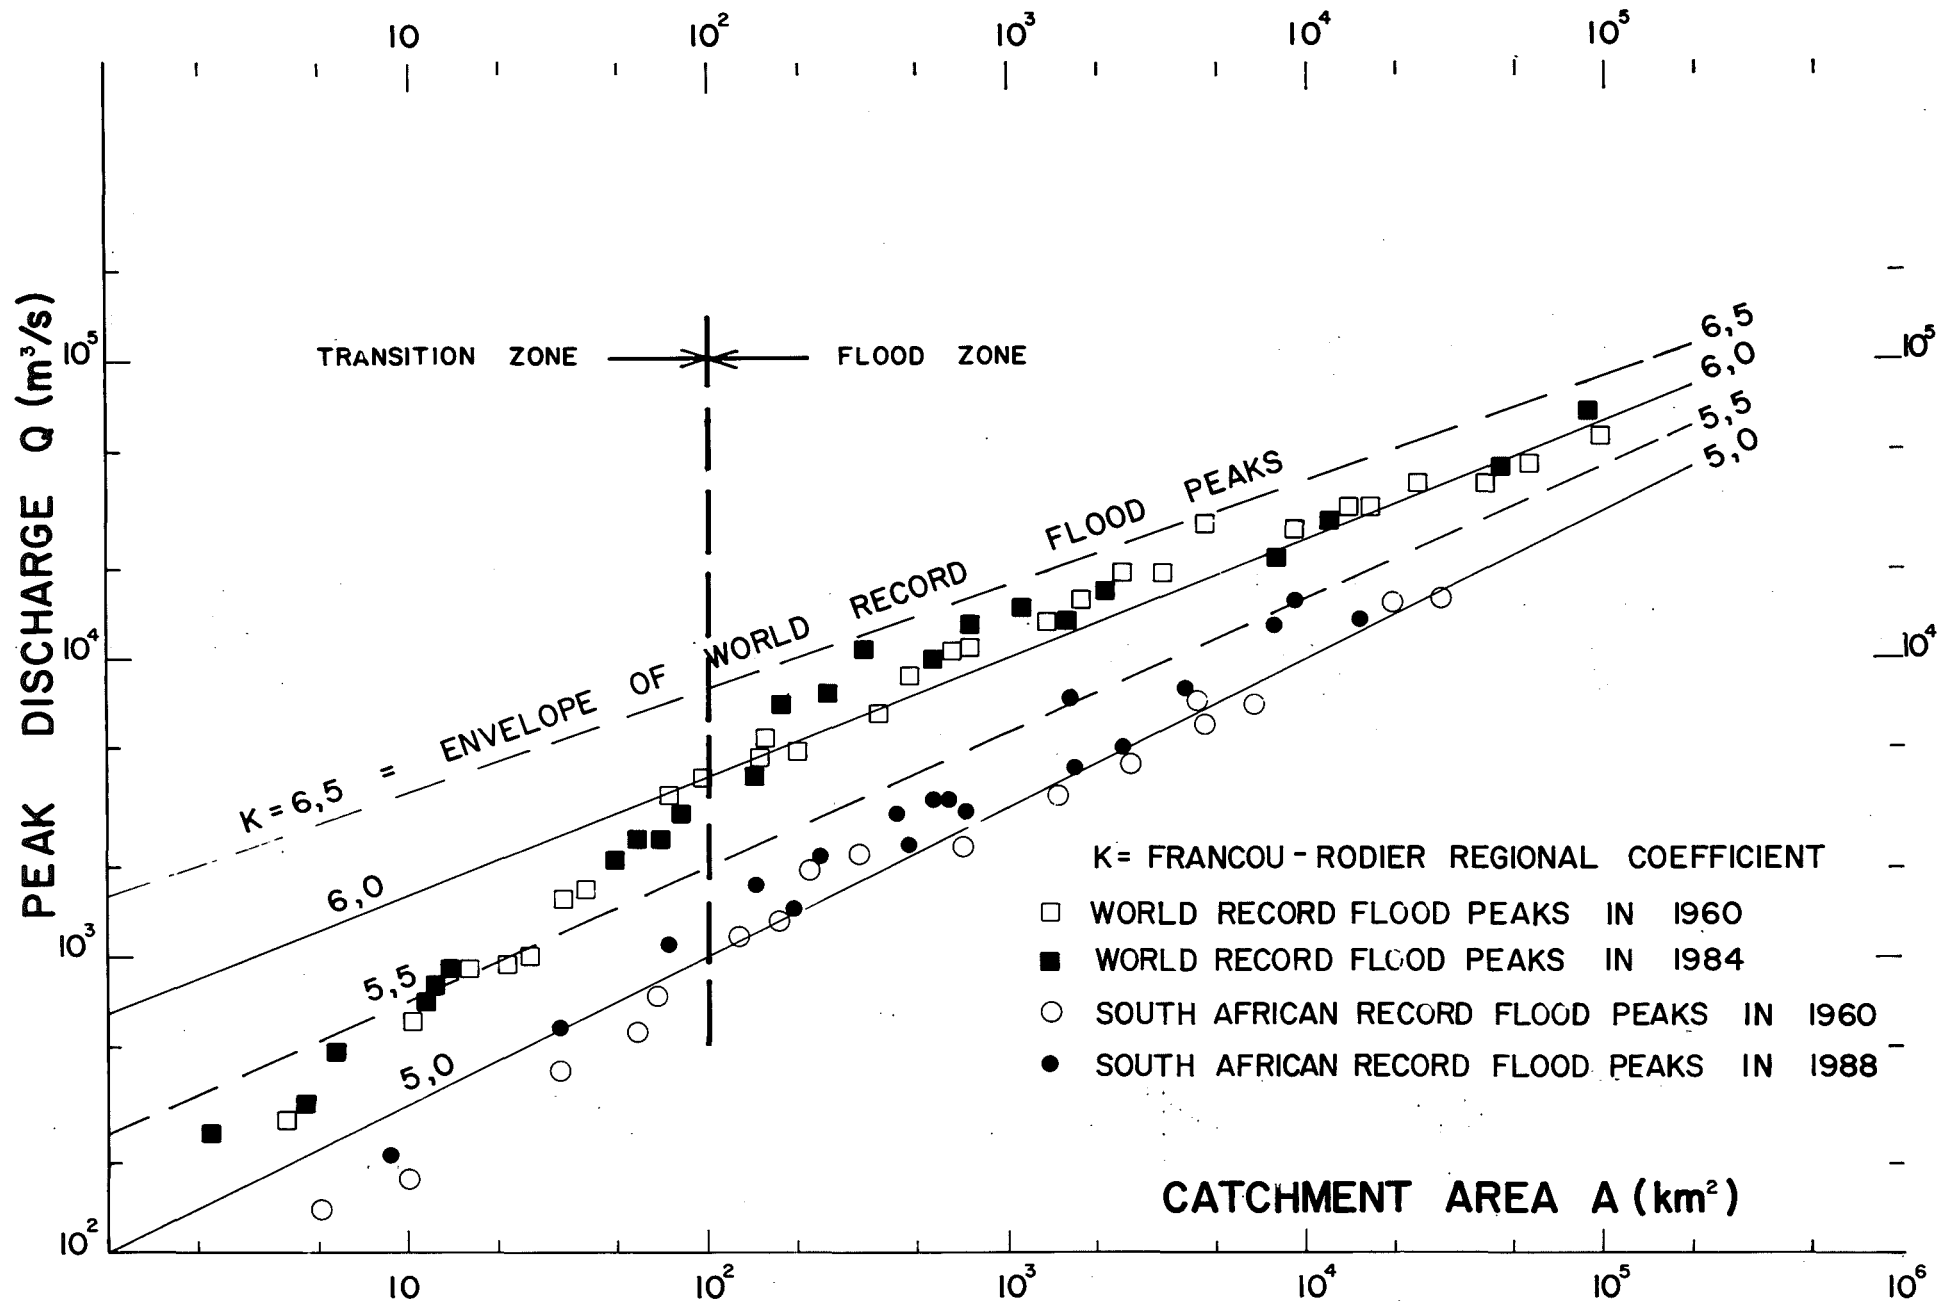 10 10² 10³ 10⁴ 10⁵
PEAK DISCHARGE Q (m³/s)
10⁵
10⁴
10³
10²
TRANSITION ZONE
FLOOD ZONE
K = 6,5 = ENVELOPE OF WORLD RECORD FLOOD PEAKS
6,0
5,5
5,0
6,5
6,0
5,5
5,0
10⁵
10⁴
K = FRANCOU - RODIER REGIONAL COEFFICIENT
WORLD RECORD FLOOD PEAKS IN 1960
WORLD RECORD FLOOD PEAKS IN 1984
SOUTH AFRICAN RECORD FLOOD PEAKS IN 1960
SOUTH AFRICAN RECORD FLOOD PEAKS IN 1988
CATCHMENT AREA A (km²)
10 10² 10³ 10⁴ 10⁵ 10⁶